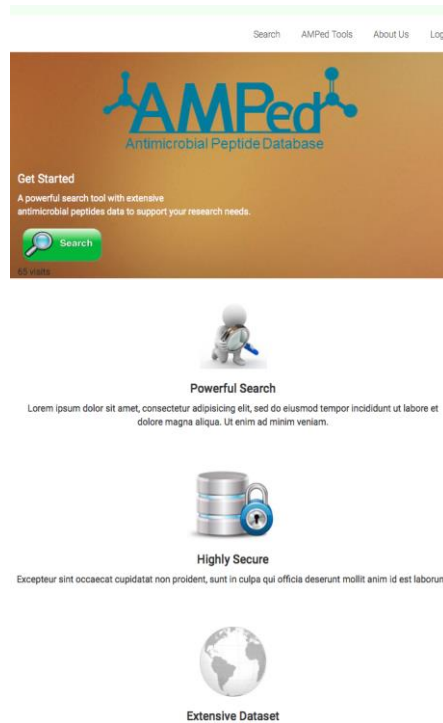 Search AMPed Tools About Us Log
AMPed
Antimicrobial Peptide Database
Get Started
A powerful search tool with extensive
antimicrobial peptides data to support your research needs.
Search
65 visits
Powerful Search
Lorem ipsum dolor sit amet, consectetur adipisicing elit, sed do eiusmod tempor incididunt ut labore et
dolore magna aliqua. Ut enim ad minim veniam.
Highly Secure
Excepteur sint occaecat cupidatat non proident, sunt in culpa qui officia deserunt mollit anim id est laborum
Extensive Dataset